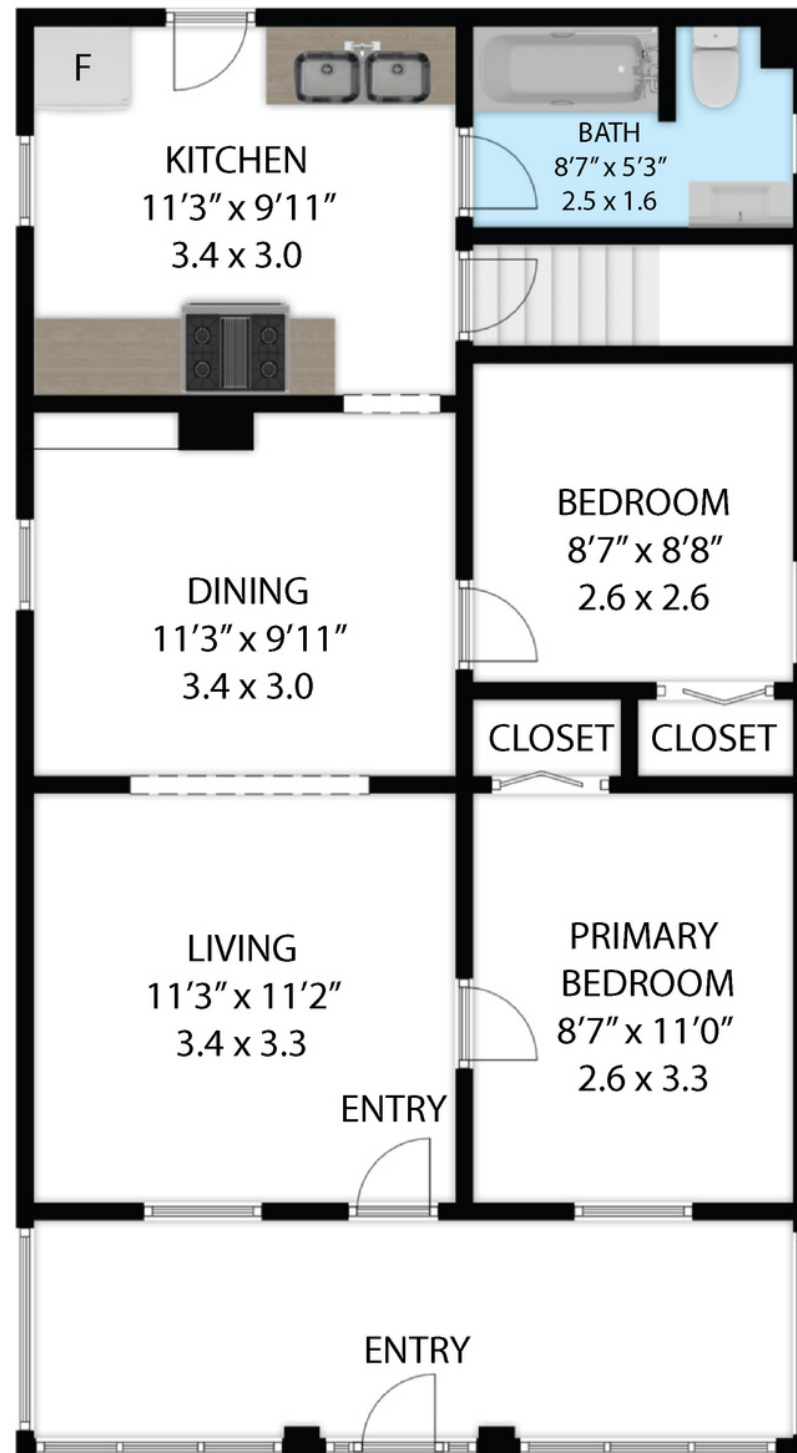 F
KITCHEN
11’3” x 9’11”
3.4 x 3.0
BATH
8’7” x 5’3”
2.5 x 1.6
BEDROOM
8’7” x 8’8”
2.6 x 2.6
DINING
11’3” x 9’11”
3.4 x 3.0
CLOSET
CLOSET
LIVING
11’3” x 11’2”
3.4 x 3.3
PRIMARY
BEDROOM
8’7” x 11’0”
2.6 x 3.3
ENTRY
ENTRY